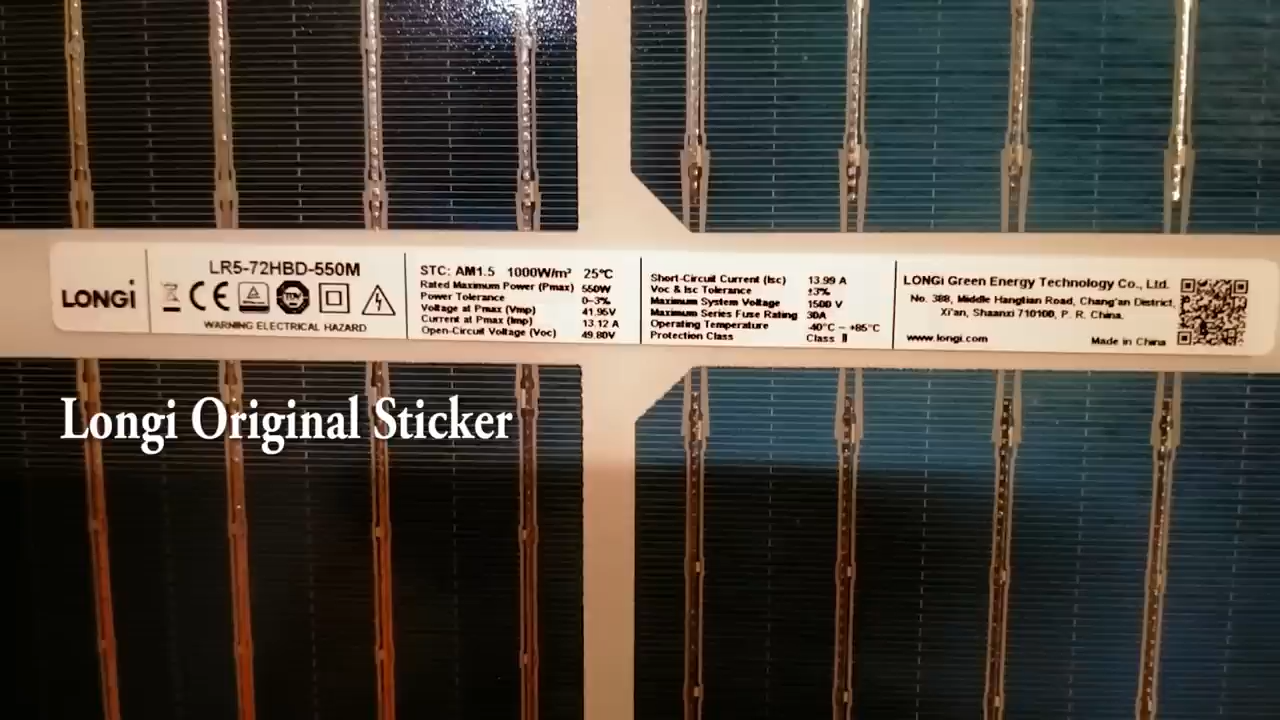 LONGi
LR5-72HBD-550M
WARNING ELECTRICAL HAZARD
STC: AM1.5 1000W/m² 25℃
Rated Maximum Power (Pmax) 550W
Power Tolerance 0~3%
Voltage at Pmax (Vmp) 41.95V
Current at Pmax (Imp) 13.12 A
Open-Circuit Voltage (Voc) 49.80V
Short-Circuit Current (Isc) 13.99 A
Voc & Isc Tolerance ±3%
Maximum System Voltage 1500 V
Maximum Series Fuse Rating 30A
Operating Temperature -40°C ~ +85°C
Protection Class Class Ⅱ
LONGi Green Energy Technology Co., Ltd.
No. 388, Middle Hangtian Road, Chang'an District,
Xi'an, Shaanxi 710100, P. R. China.
www.longi.com Made in China
Longi Original Sticker